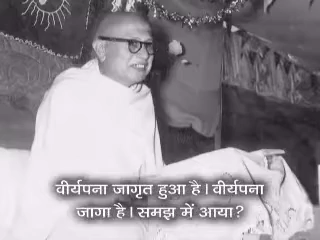 वीर्यपना जागृत हुआ है । वीर्यपना
जागा है । समझ में आया?